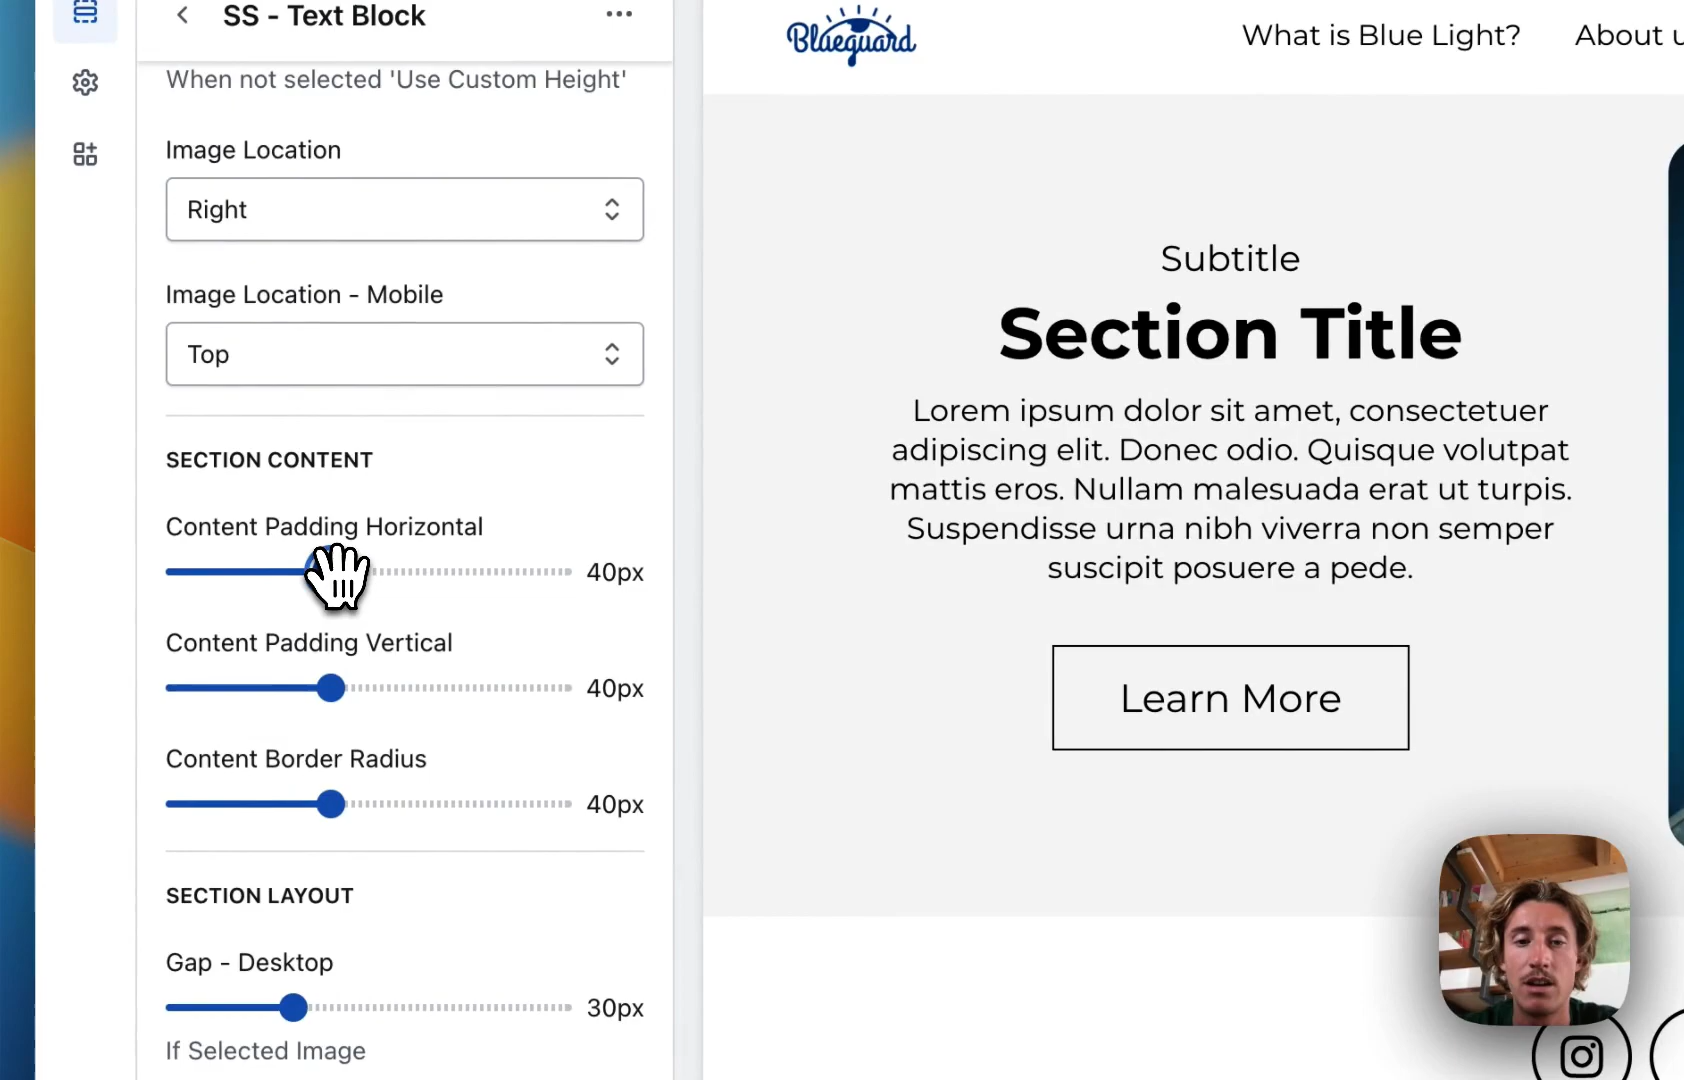 SS - Text Block
When not selected 'Use Custom Height'
Image Location
Right
Image Location - Mobile
Top
SECTION CONTENT
Content Padding Horizontal
40px
Content Padding Vertical
40px
Content Border Radius
40px
SECTION LAYOUT
Gap - Desktop
30px
If Selected Image
Blueguard
What is Blue Light?
About u
Subtitle
Section Title
Lorem ipsum dolor sit amet, consectetuer
adipiscing elit. Donec odio. Quisque volutpat
mattis eros. Nullam malesuada erat ut turpis.
Suspendisse urna nibh viverra non semper
suscipit posuere a pede.
Learn More